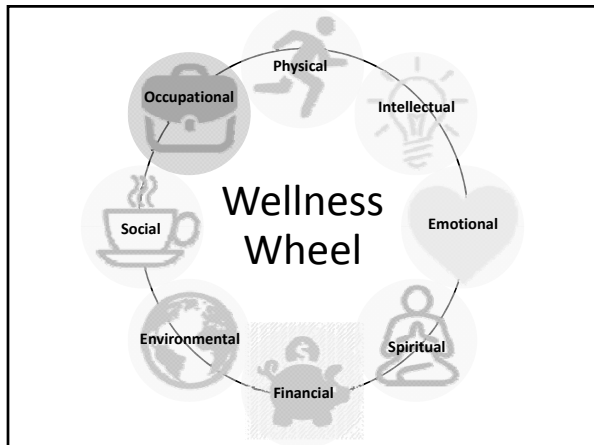 Physical
Occupational
Intellectual
Wellness
Wheel
Social
Emotional
Environmental
Spiritual
$
Financial